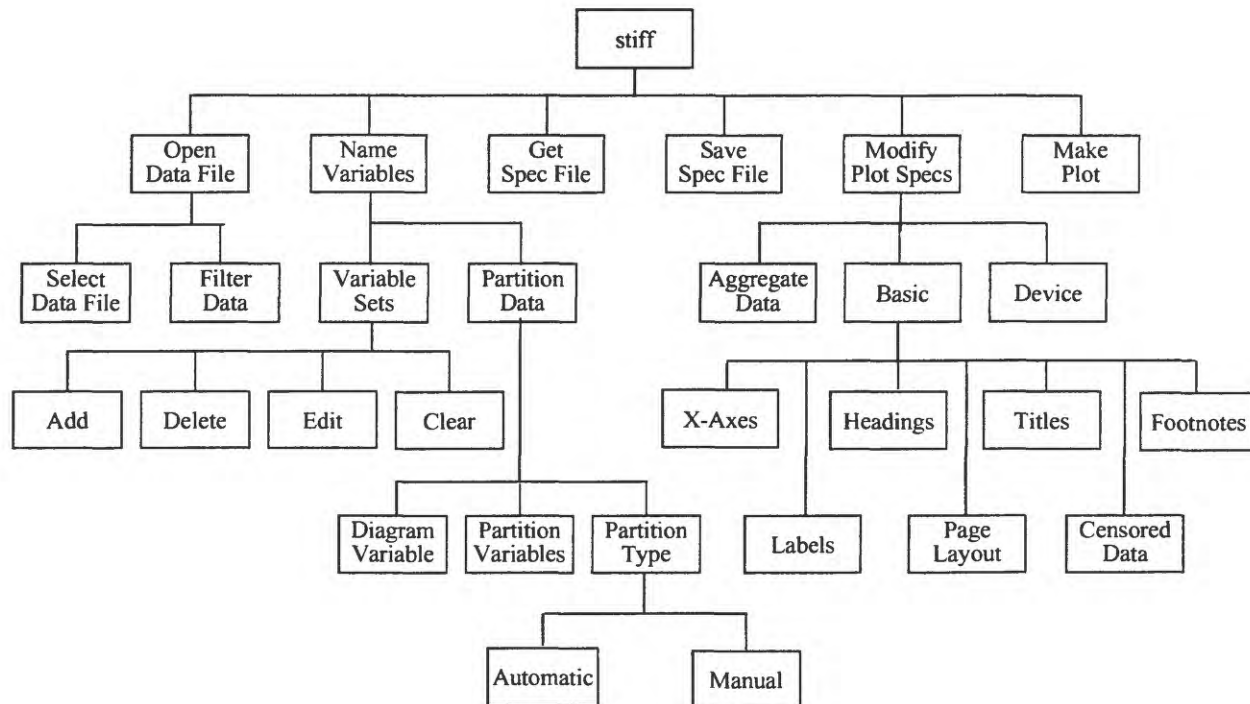 stiff
Open
Data File
Name
Variables
Get
Spec File
Save
Spec File
Modify
Plot Specs
Make
Plot
Select
Data File
Filter
Data
Variable
Sets
Partition
Data
Aggregate
Data
Basic
Device
Add
Delete
Edit
Clear
X-Axes
Headings
Titles
Footnotes
Diagram
Variable
Partition
Variables
Partition
Type
Labels
Page
Layout
Censored
Data
Automatic
Manual